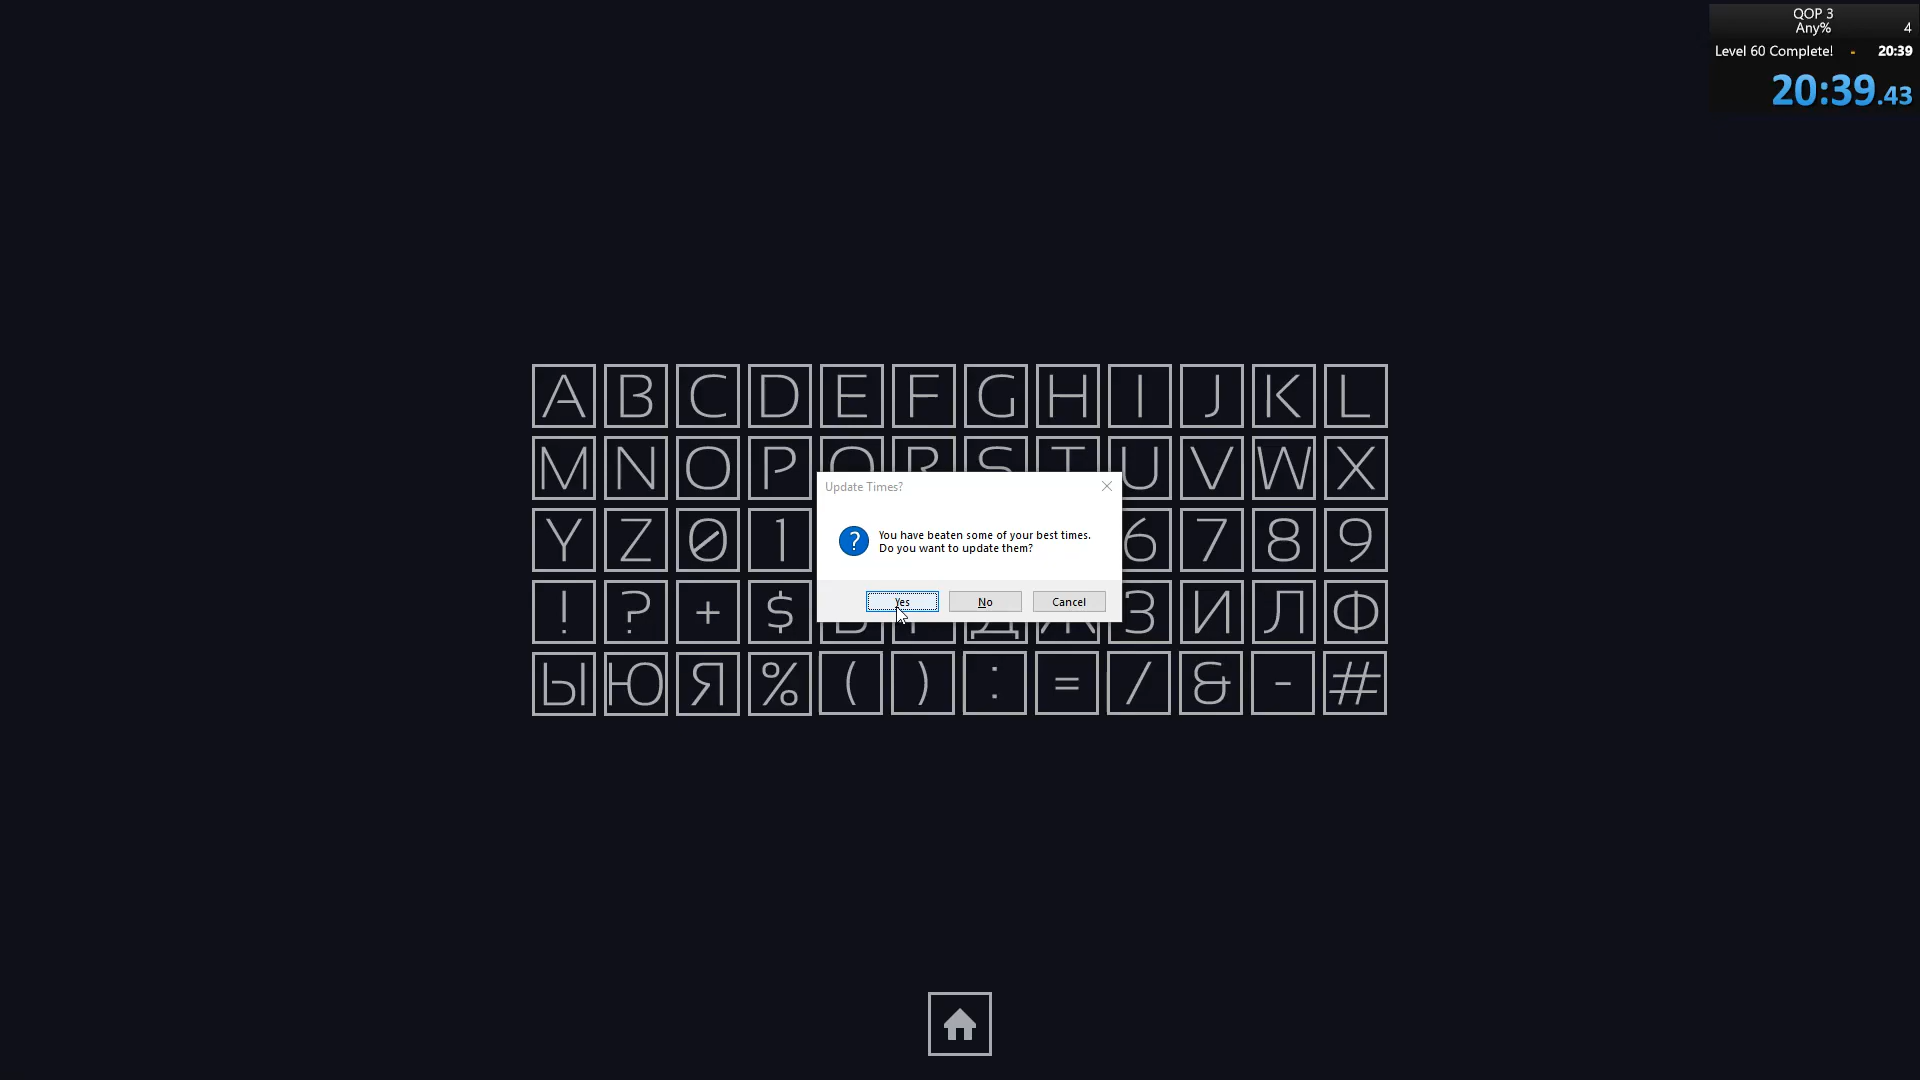 QOP 3
Any% 4
Level 60 Complete! - 20:39
20:39.43
A B C D E F G H I J K L
M N O P Q R S T U V W X
Y Z 0 1 6 7 8 9
! ? + $ Д Ж З И Л Ф
Ы Ю Я % ( ) : = / & - #
Update Times?
You have beaten some of your best times.
Do you want to update them?
Yes No Cancel